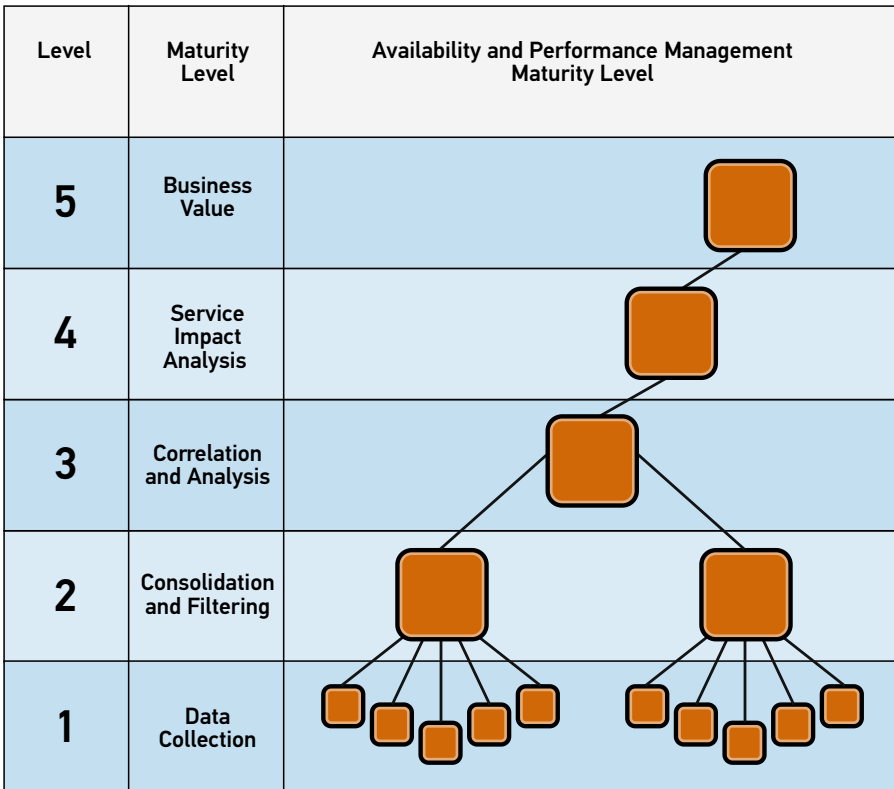 Level
Maturity
Level
Availability and Performance Management
Maturity Level
5
Business
Value
4
Service
Impact
Analysis
3
Correlation
and Analysis
2
Consolidation
and Filtering
1
Data
Collection